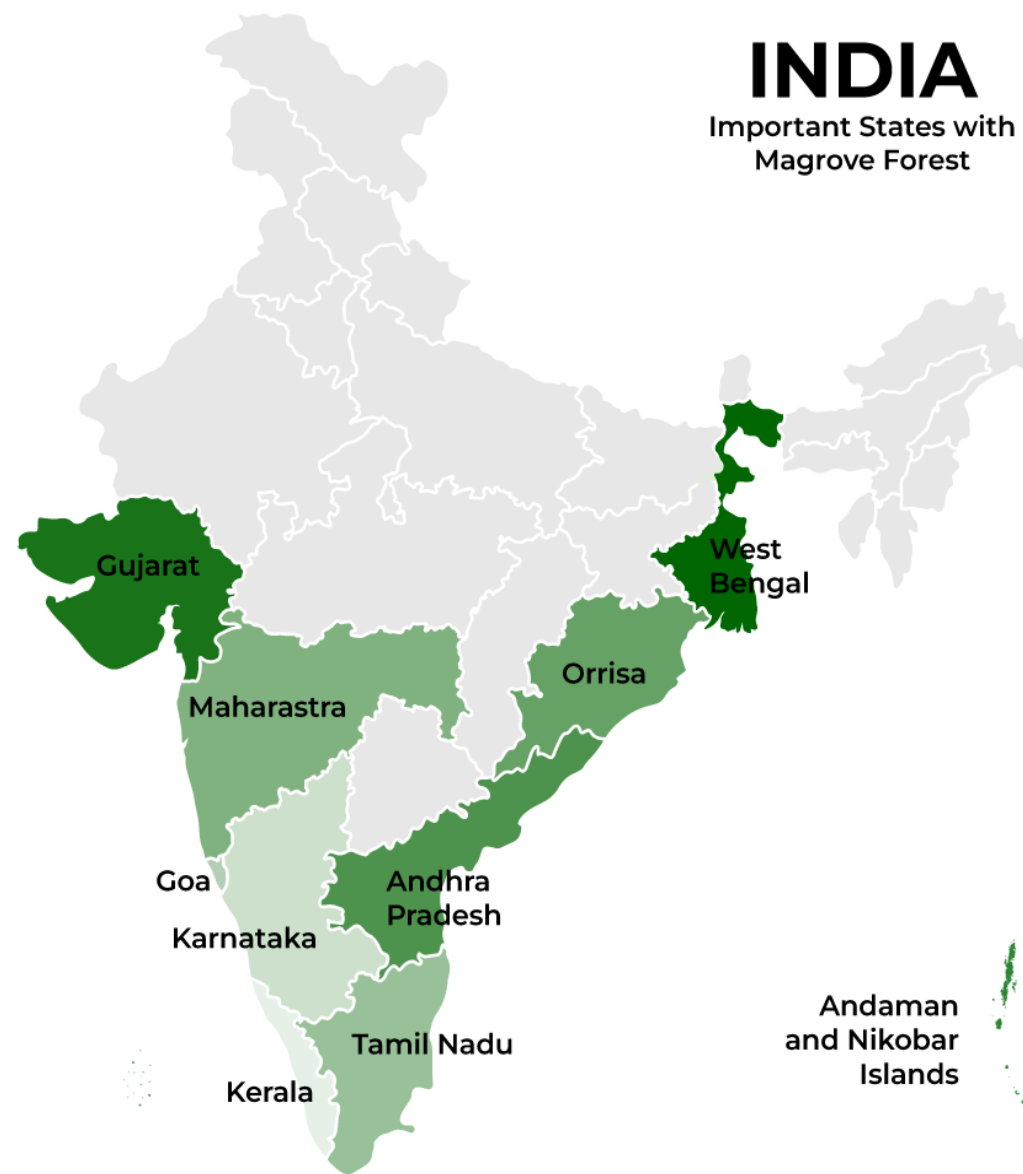 INDIA
Important States with
Magrove Forest
West
Bengal
Gujarat
Orrisa
Maharastra
Goa
Andhra
Pradesh
Karnataka
Andaman
and Nikobar
Islands
Tamil Nadu
Kerala